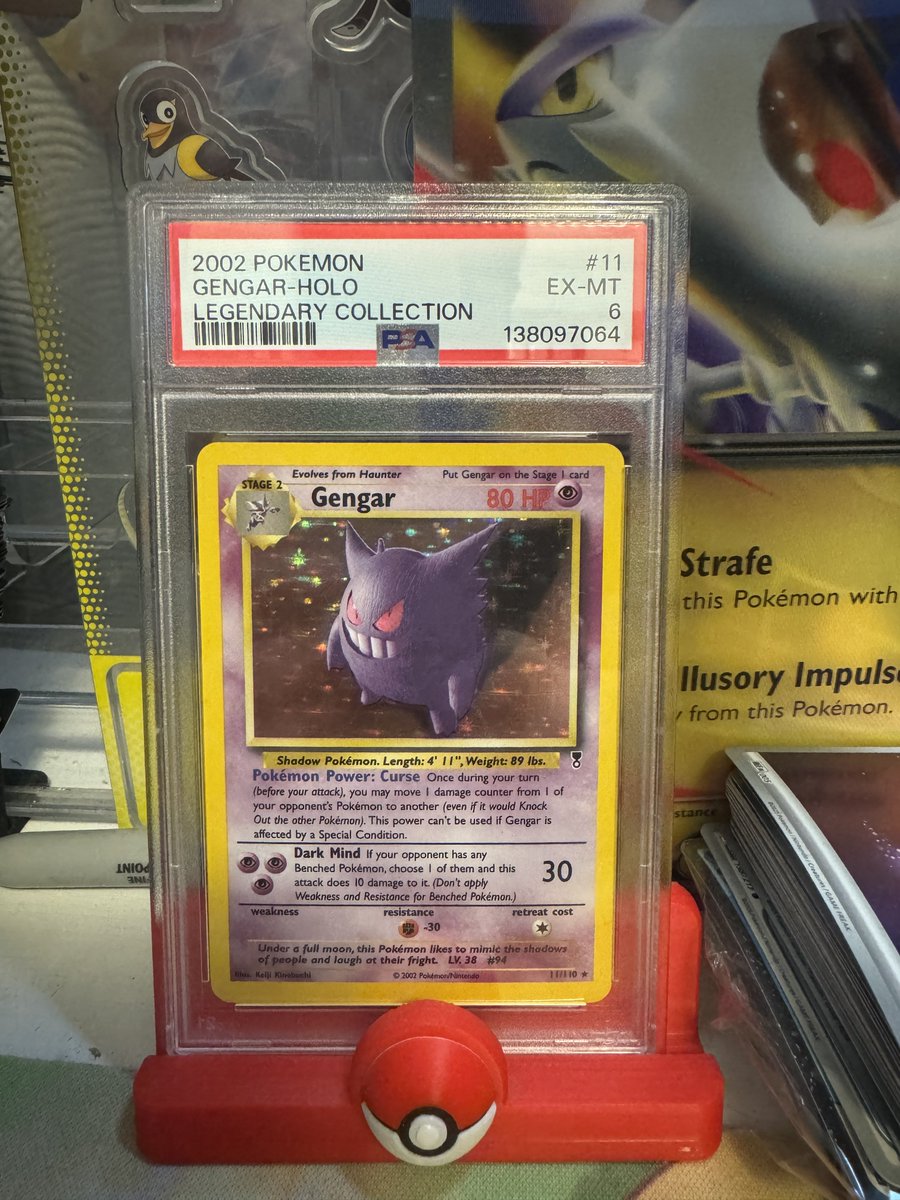 2002 POKEMON #11
GENGAR-HOLO EX-MT
LEGENDARY COLLECTION 6
PSA 138097064
Evolves from Haunter Put Gengar on the Stage 1 card
STAGE 2 Gengar 80 HP
Shadow Pokémon. Length: 4' 11", Weight: 89 lbs.
Pokémon Power: Curse Once during your turn
(before your attack), you may move 1 damage counter from 1 of
your opponent's Pokémon to another (even if it would Knock
Out the other Pokémon). This power can't be used if Gengar is
affected by a Special Condition.
Dark Mind If your opponent has any
Benched Pokémon, choose 1 of them and this
attack does 10 damage to it. (Don't apply
Weakness and Resistance for Benched Pokémon.)
30
weakness resistance retreat cost
-30
Under a full moon, this Pokémon likes to mimic the shadows
of people and laugh at their fright. LV. 38 #94
Illus. Keiji Kinebuchi © 2002 Pokémon/Nintendo 11/110
Strafe
this Pokémon with
Illusory Impulse
from this Pokémon.
stance
FINE
POINT